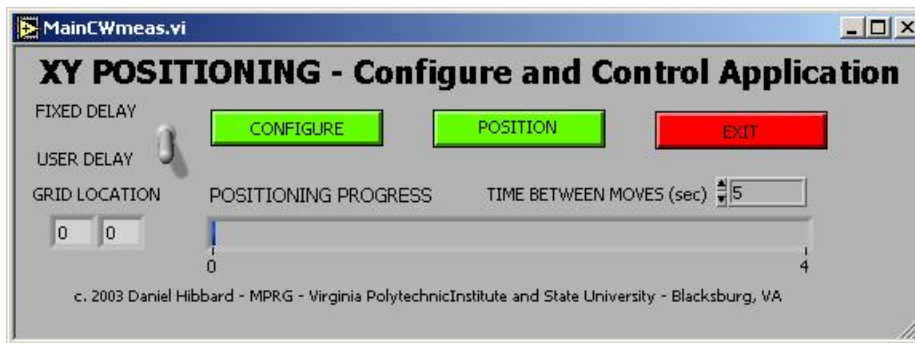 MainCWmeas.vi
XY POSITIONING - Configure and Control Application
FIXED DELAY
CONFIGURE POSITION EXIT
USER DELAY
GRID LOCATION POSITIONING PROGRESS TIME BETWEEN MOVES (sec) 5
0 0
0 4
c. 2003 Daniel Hibbard - MPRG - Virginia PolytechnicInstitute and State University - Blacksburg, VA